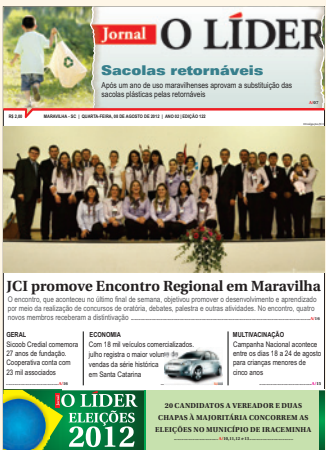 Jornal O LÍDER
Sacolas retornáveis
Após um ano de uso maravilhenses aprovam a substituição das
sacolas plásticas pelas retornáveis
R$ 2,00 MARAVILHA - SC | QUARTA-FEIRA, 08 DE AGOSTO DE 2012 | ANO 02 | EDIÇÃO 122
JCI promove Encontro Regional em Maravilha
O encontro, que aconteceu no último final de semana, objetivou promover o desenvolvimento e aprendizado
por meio da realização de concursos de oratória, debates, palestra e outras atividades. No encontro, quatro
novos membros receberam a distintivação
GERAL
Sicoob Credial comemora
27 anos de fundação.
Cooperativa conta com
23 mil associados
ECONOMIA
Com 18 mil veículos comercializados,
julho registra o maior volume de
vendas da série histórica
em Santa Catarina
MULTIVACINAÇÃO
Campanha Nacional acontece
entre os dias 18 a 24 de agosto
para crianças menores de
cinco anos
O LÍDER
ELEIÇÕES
2012
20 CANDIDATOS A VEREADOR E DUAS
CHAPAS À MAJORITÁRIA CONCORREM AS
ELEIÇÕES NO MUNICÍPIO DE IRACEMINHA